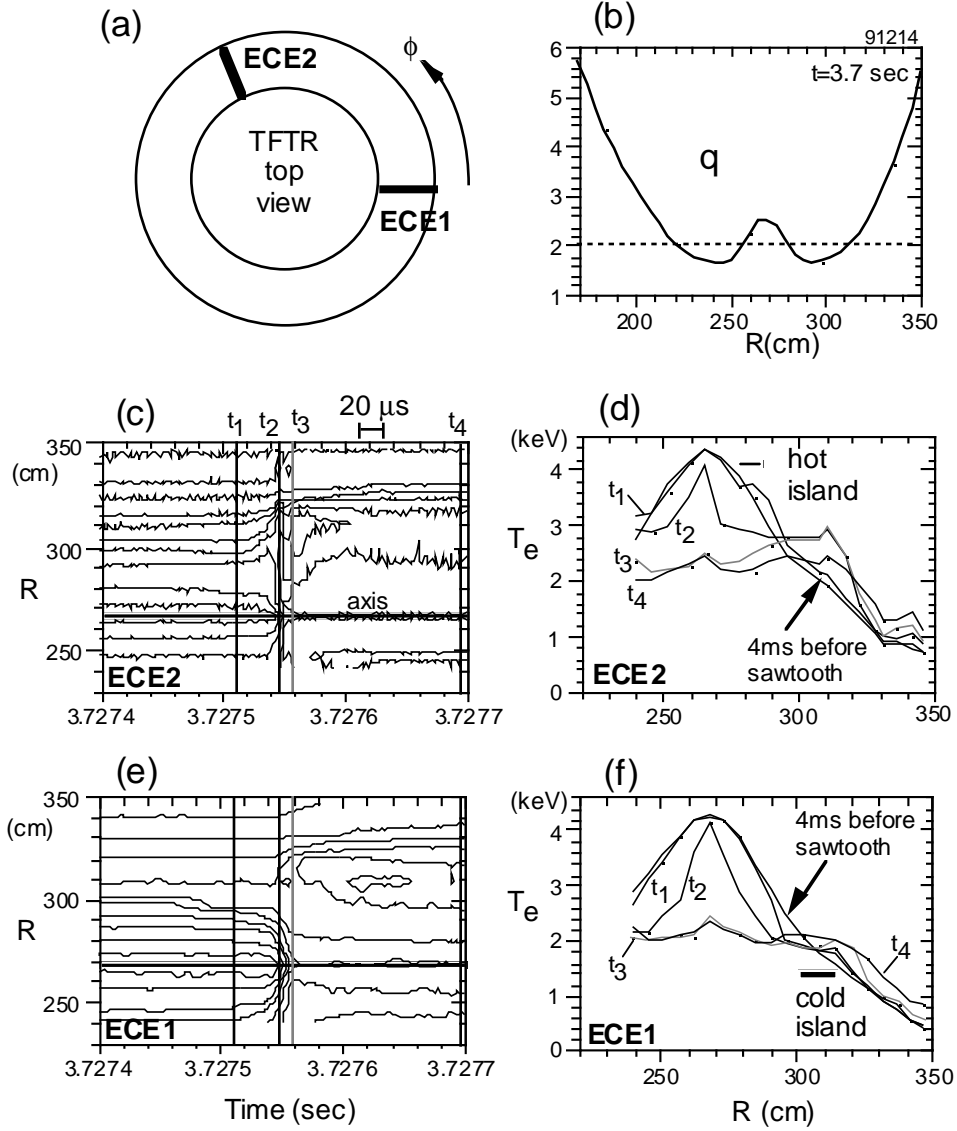 (a)
ECE2
ϕ
TFTR
top
view
ECE1
(b)
91214
t=3.7 sec
q
6
5
4
3
2
1
200
250
300
350
R(cm)
(c)
t1
t2
t3
20 μs
t4
350
(cm)
300
R
250
axis
ECE2
3.7274
3.7275
3.7276
3.7277
(d)
(keV)
4
3
Te
2
1
0
hot
island
t1
t2
t3
t4
4ms before
sawtooth
ECE2
250
300
350
(e)
350
(cm)
300
R
250
ECE1
3.7274
3.7275
3.7276
3.7277
Time (sec)
(f)
(keV)
4
3
Te
2
1
0
4ms before
sawtooth
t1
t2
t3
t4
cold
island
ECE1
250
300
350
R (cm)